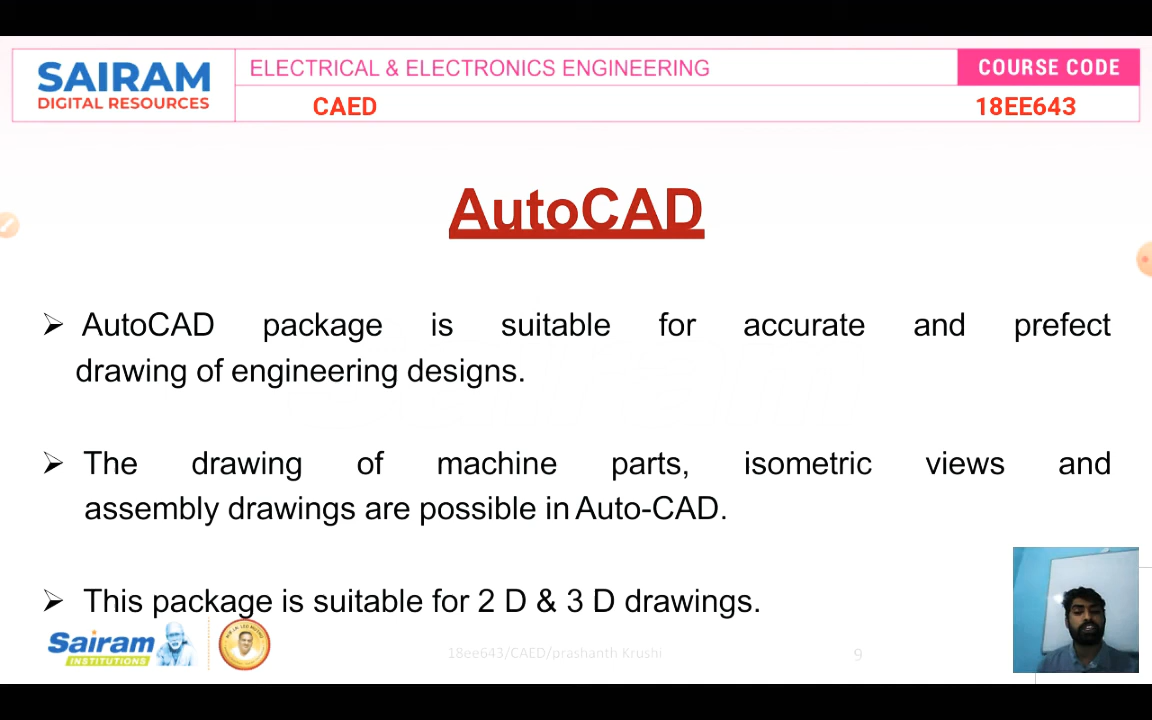 SAIRAM
DIGITAL RESOURCES
ELECTRICAL & ELECTRONICS ENGINEERING
COURSE CODE
CAED
18EE643
AutoCAD
➢ AutoCAD package is suitable for accurate and prefect
drawing of engineering designs.
➢ The drawing of machine parts, isometric views and
assembly drawings are possible in Auto-CAD.
➢ This package is suitable for 2 D & 3 D drawings.
Sairam
INSTITUTIONS
18ee643/CAED/prashanth Krushi
9